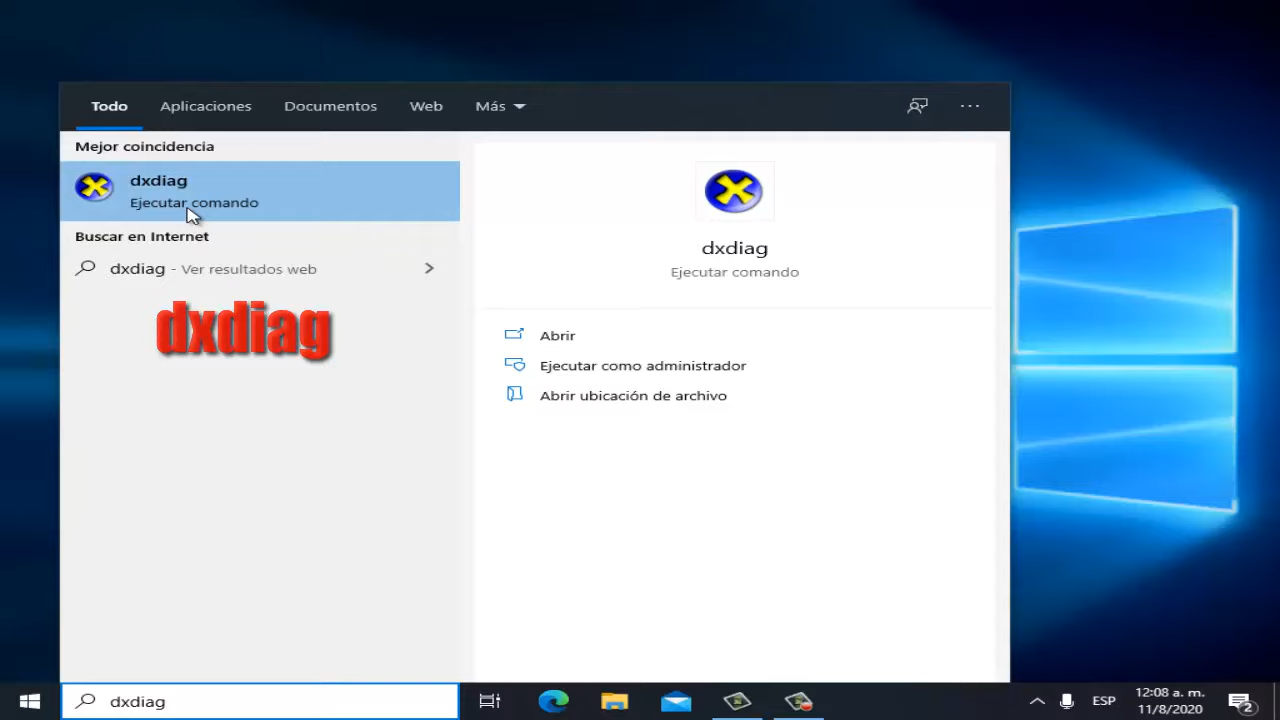 Todo Aplicaciones Documentos Web Más
Mejor coincidencia
dxdiag
Ejecutar comando
Buscar en Internet
dxdiag - Ver resultados web
dxdiag
dxdiag
Ejecutar comando
Abrir
Ejecutar como administrador
Abrir ubicación de archivo
dxdiag
ESP
12:08 a. m.
11/8/2020
2